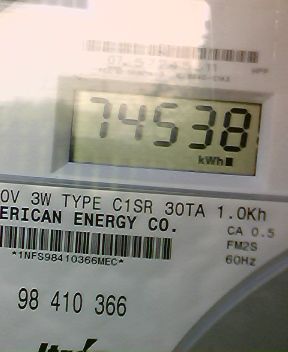 74538
kWh
0V 3W TYPE C1SR 30TA 1.0Kh
ERICAN ENERGY CO.
CA 0.5
FM2S
60Hz
*1NFS98410366MEC*
98 410 366